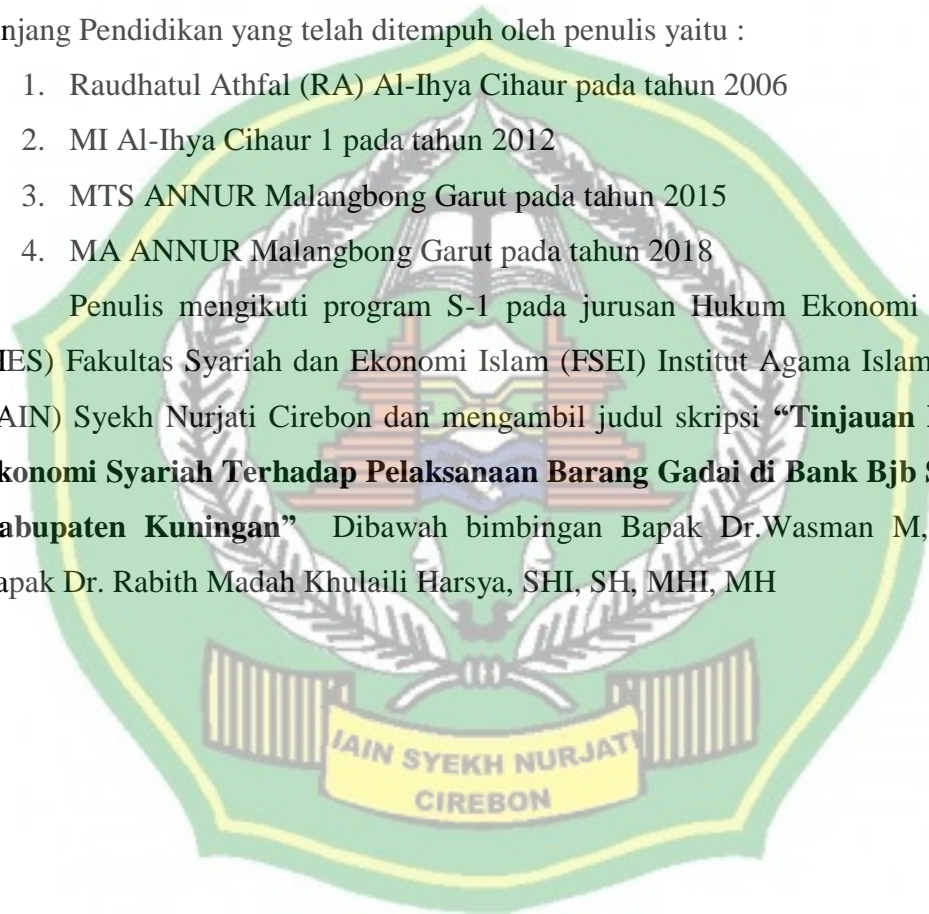 njang Pendidikan yang telah ditempuh oleh penulis yaitu :
1. Raudhatul Athfal (RA) Al-Ihya Cihaur pada tahun 2006
2. MI Al-Ihya Cihaur 1 pada tahun 2012
3. MTS ANNUR Malangbong Garut pada tahun 2015
4. MA ANNUR Malangbong Garut pada tahun 2018
Penulis mengikuti program S-1 pada jurusan Hukum Ekonomi
IES) Fakultas Syariah dan Ekonomi Islam (FSEI) Institut Agama Islam
AIN) Syekh Nurjati Cirebon dan mengambil judul skripsi “Tinjauan
konomi Syariah Terhadap Pelaksanaan Barang Gadai di Bank Bjb S
abupaten Kuningan” Dibawah bimbingan Bapak Dr.Wasman M,
apak Dr. Rabith Madah Khulaili Harsya, SHI, SH, MHI, MH
IAIN SYEKH NURJATI
CIREBON